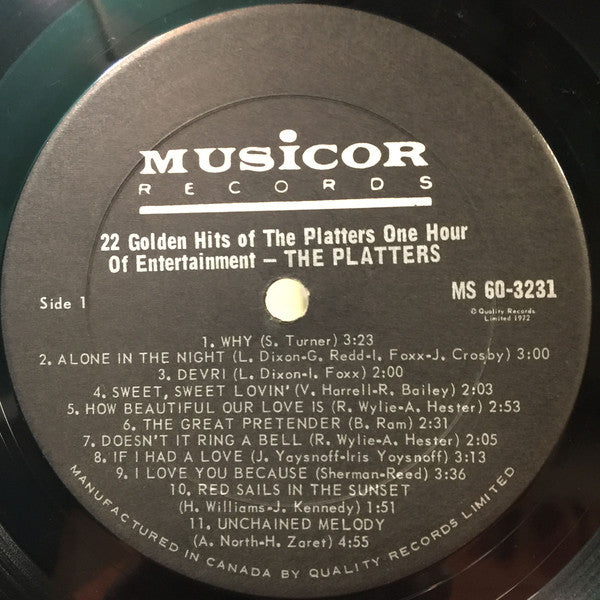 MUSICOR
RECORDS
22 Golden Hits of The Platters One Hour
Of Entertainment – THE PLATTERS
Side 1
MS 60-3231
© Quality Records
Limited 1972
1. WHY (S. Turner) 3:23
2. ALONE IN THE NIGHT (L. Dixon-G. Redd-I. Foxx-J. Crosby) 3:00
3. DEVRI (L. Dixon-I. Foxx) 2:00
4. SWEET, SWEET LOVIN' (V. Harrell-R. Bailey) 2:03
5. HOW BEAUTIFUL OUR LOVE IS (R. Wylie-A. Hester) 2:53
6. THE GREAT PRETENDER (B. Ram) 2:31
7. DOESN'T IT RING A BELL (R. Wylie-A. Hester) 2:05
8. IF I HAD A LOVE (J. Yaysnoff-Iris Yoysnoff) 3:13
9. I LOVE YOU BECAUSE (Sherman-Reed) 3:36
10. RED SAILS IN THE SUNSET
(H. Williams-J. Kennedy) 1:51
11. UNCHAINED MELODY
(A. North-H. Zaret) 4:55
MANUFACTURED IN CANADA BY QUALITY RECORDS LIMITED